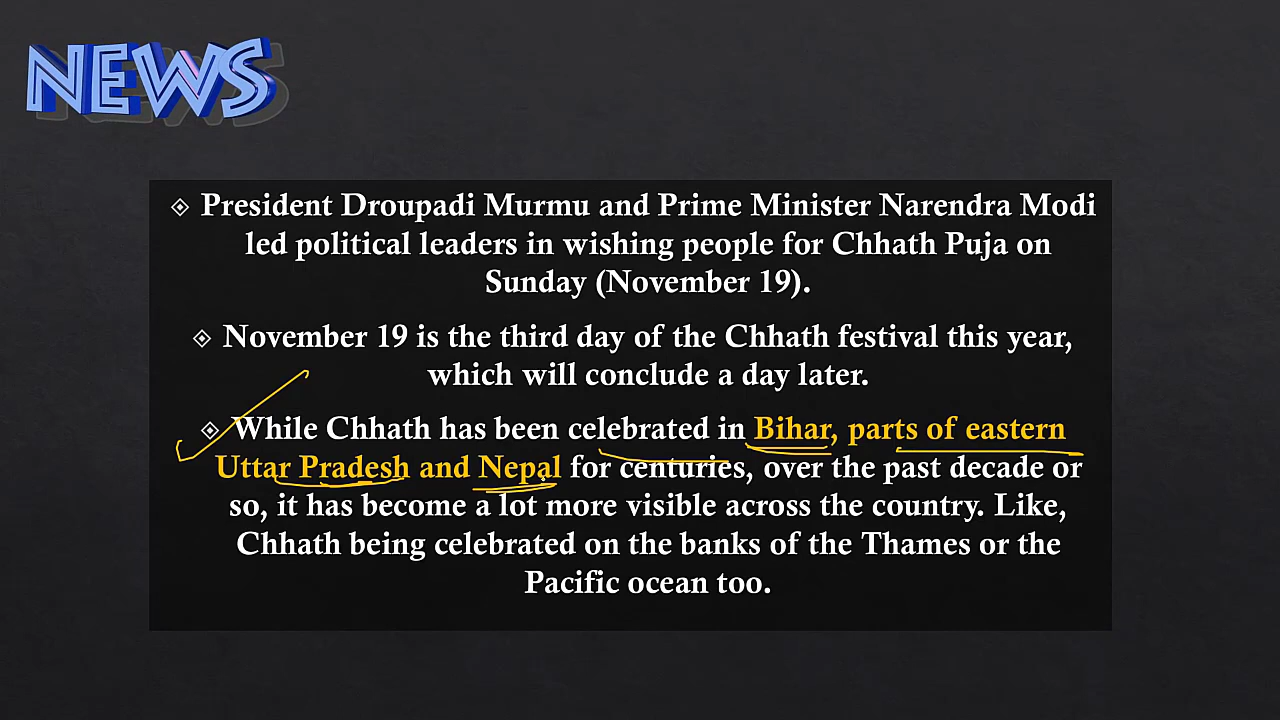 NEWS
President Droupadi Murmu and Prime Minister Narendra Modi
led political leaders in wishing people for Chhath Puja on
Sunday (November 19).
November 19 is the third day of the Chhath festival this year,
which will conclude a day later.
While Chhath has been celebrated in Bihar, parts of eastern
Uttar Pradesh and Nepal for centuries, over the past decade or
so, it has become a lot more visible across the country. Like,
Chhath being celebrated on the banks of the Thames or the
Pacific ocean too.